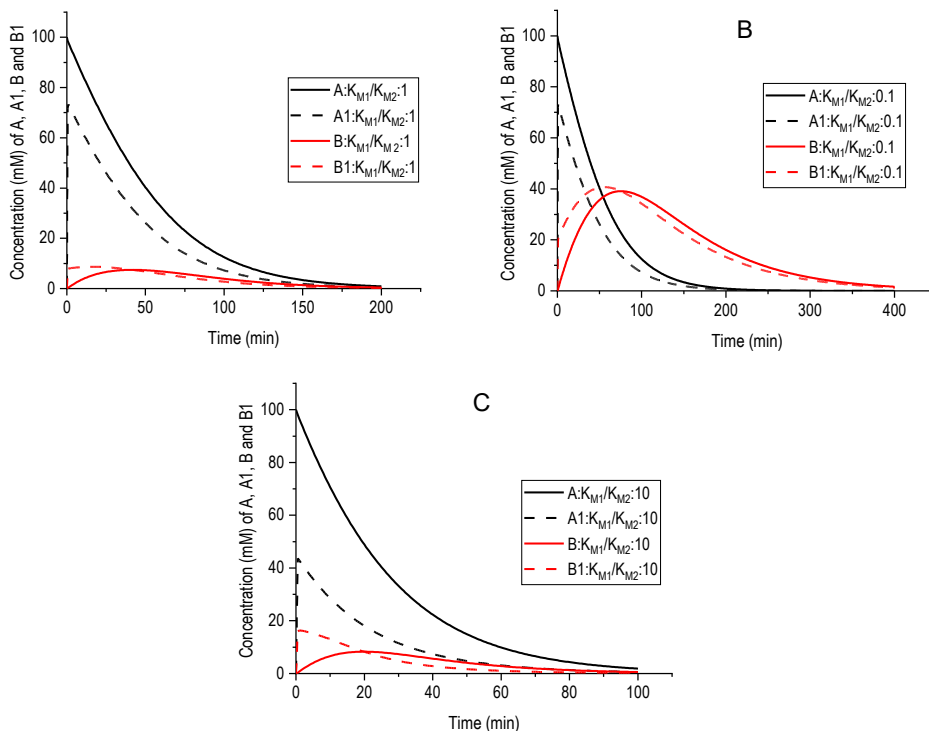 100
80
60
40
20
0
Concentration (mM) of A, A1, B and B1
0 50 100 150 200
Time (min)
A:KM1/KM2:1
A1:KM1/KM2:1
B:KM1/KM2:1
B1:KM1/KM2:1
B
100
80
60
40
20
0
Concentration (mM) of A, A1, B and B1
0 100 200 300 400
Time (min)
A:KM1/KM2:0.1
A1:KM1/KM2:0.1
B:KM1/KM2:0.1
B1:KM1/KM2:0.1
C
100
80
60
40
20
0
Concentration (mM) of A, A1, B and B1
0 20 40 60 80 100
Time (min)
A:KM1/KM2:10
A1:KM1/KM2:10
B:KM1/KM2:10
B1:KM1/KM2:10